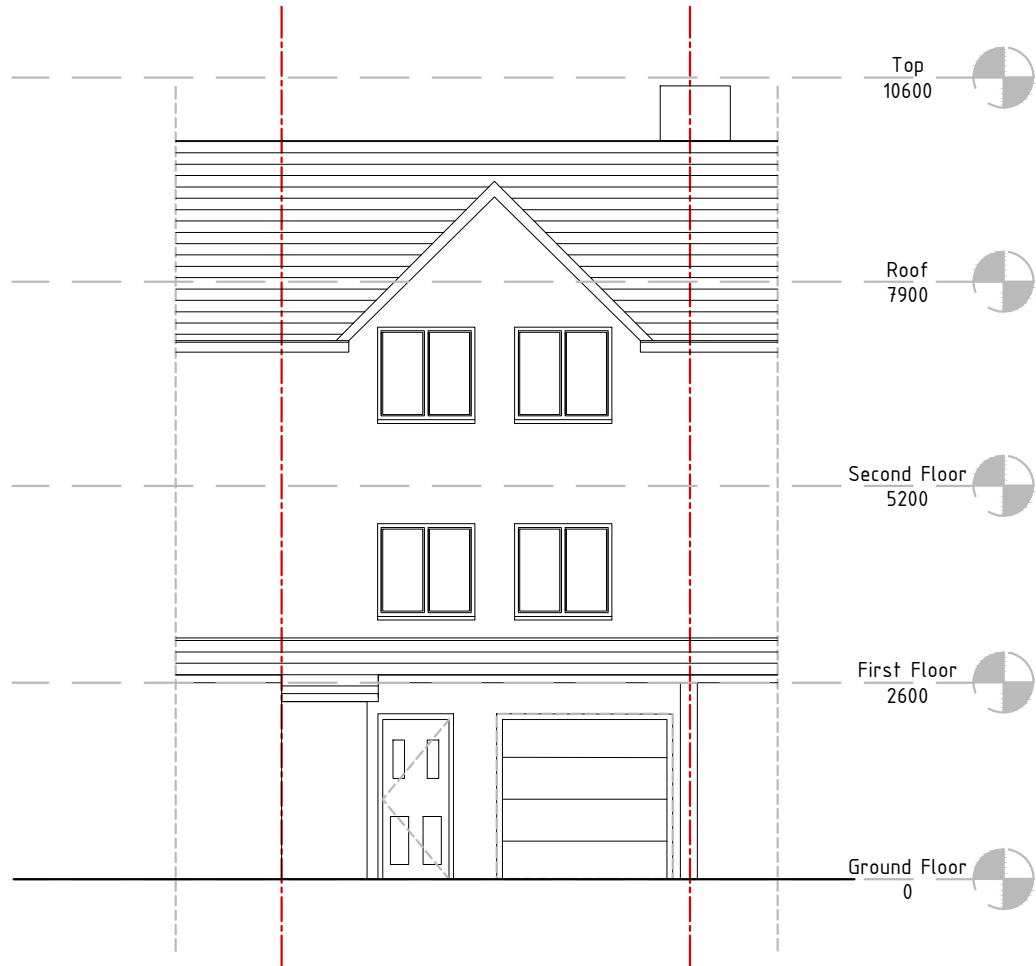 Top
10600
Roof
7900
Second Floor
5200
First Floor
2600
Ground Floor
0